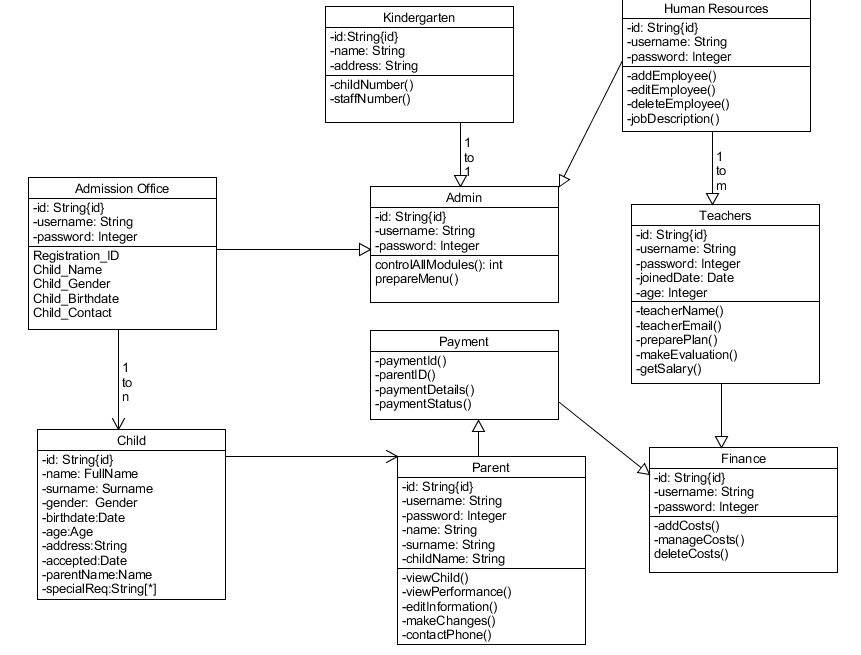 Kindergarten
-id:String{id}
-name: String
-address: String
-childNumber()
-staffNumber()
Human Resources
-id: String{id}
-username: String
-password: Integer
-addEmployee()
-editEmployee()
-deleteEmployee()
-jobDescription()
1
to
1
1
to
m
Admission Office
-id: String{id}
-username: String
-password: Integer
Registration_ID
Child_Name
Child_Gender
Child_Birthdate
Child_Contact
Admin
-id: String{id}
-username: String
-password: Integer
controlAllModules(): int
prepareMenu()
Teachers
-id: String{id}
-username: String
-password: Integer
-joinedDate: Date
-age: Integer
-teacherName()
-teacherEmail()
-preparePlan()
-makeEvaluation()
-getSalary()
1
to
n
Payment
-paymentId()
-parentID()
-paymentDetails()
-paymentStatus()
Child
-id: String{id}
-name: FullName
-surname: Surname
-gender:  Gender
-birthdate:Date
-age:Age
-address:String
-accepted:Date
-parentName:Name
-specialReq:String[*]
Parent
-id: String{id}
-username: String
-password: Integer
-name: String
-surname: String
-childName: String
-viewChild()
-viewPerformance()
-editInformation()
-makeChanges()
-contactPhone()
Finance
-id: String{id}
-username: String
-password: Integer
-addCosts()
-manageCosts()
deleteCosts()